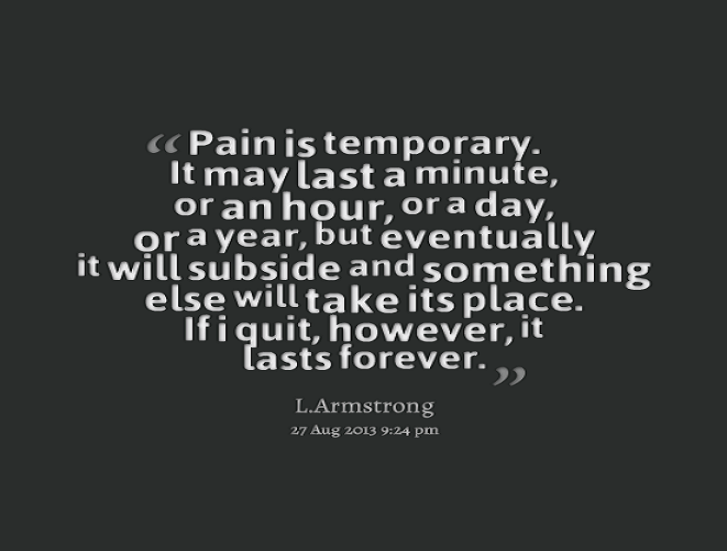 “Pain is temporary.
It may last a minute,
or an hour, or a day,
or a year, but eventually
it will subside and something
else will take its place.
If i quit, however, it
lasts forever.”
L.Armstrong
27 Aug 2013 9:24 pm